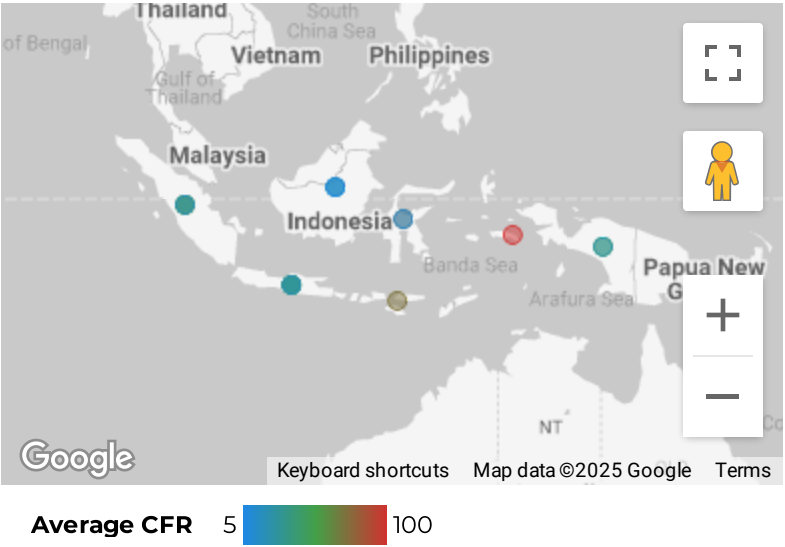 Thailand
South
China Sea
of Bengal
Vietnam
Philippines
Gulf of
Thailand
Malaysia
Indonesia
Banda Sea
Papua New
G
Arafura Sea
NT
Co
Google
Keyboard shortcuts
Map data ©2025 Google
Terms
Average CFR 5 100